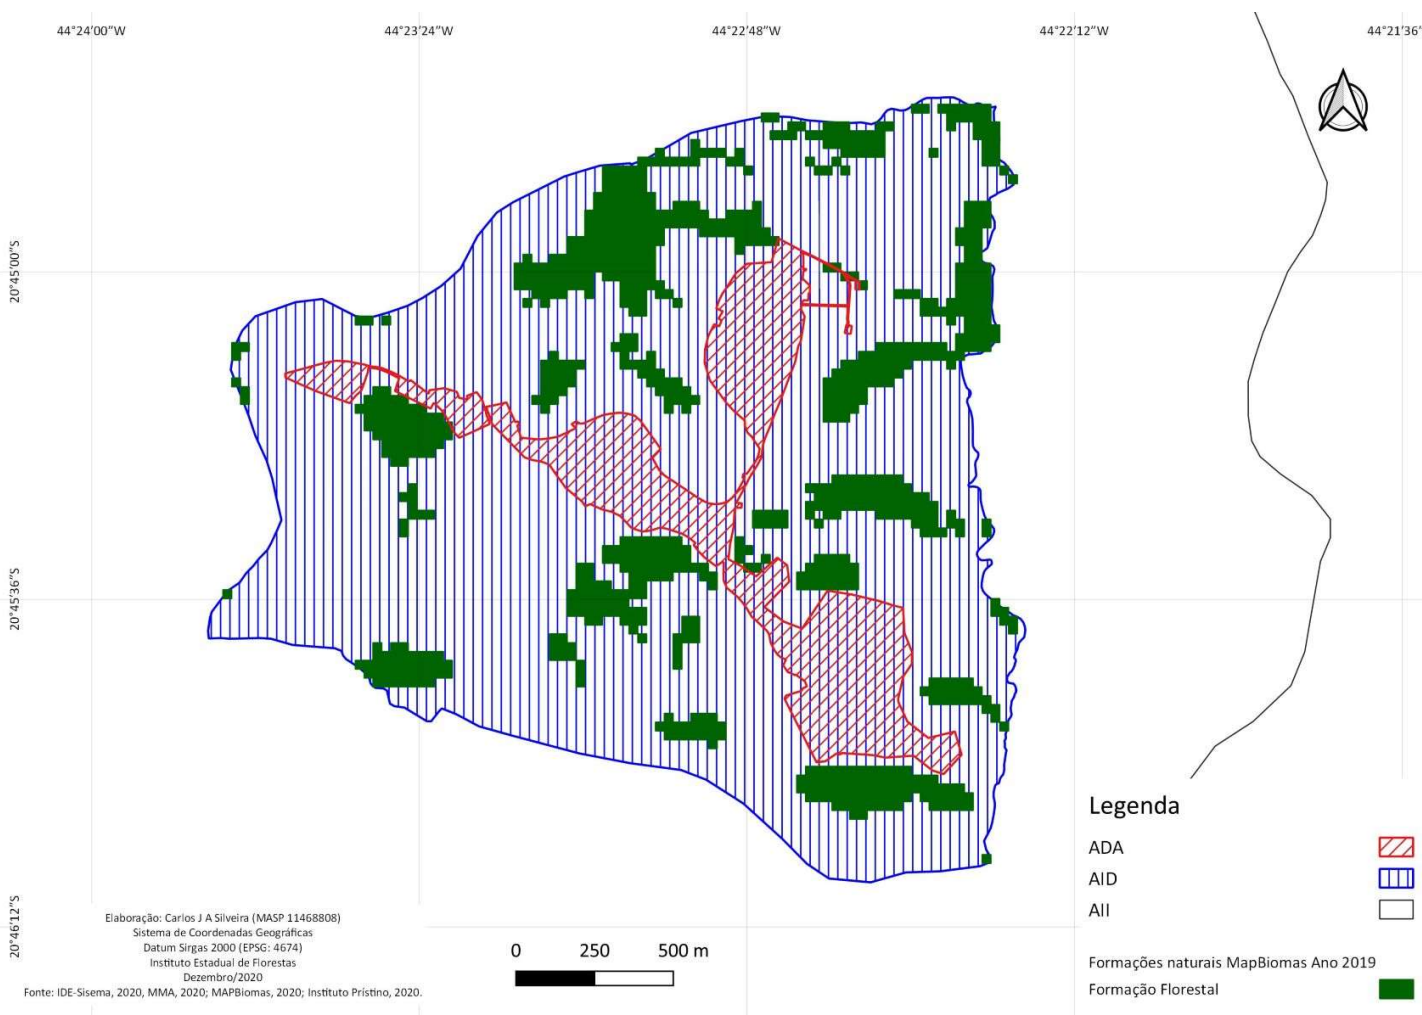 44°24'00"W 44°23'24"W 44°22'48"W 44°22'12"W 44°21'36"
20°45'00"S
20°45'36"S
20°46'12"S
Legenda
ADA
AID
AII
Formações naturais MapBiomas Ano 2019
Formação Florestal
0 250 500 m
Elaboração: Carlos J A Silveira (MASP 11468808)
Sistema de Coordenadas Geográficas
Datum Sirgas 2000 (EPSG: 4674)
Instituto Estadual de Florestas
Dezembro/2020
Fonte: IDE-Sisema, 2020, MMA, 2020; MAPBiomas, 2020; Instituto Prístino, 2020.